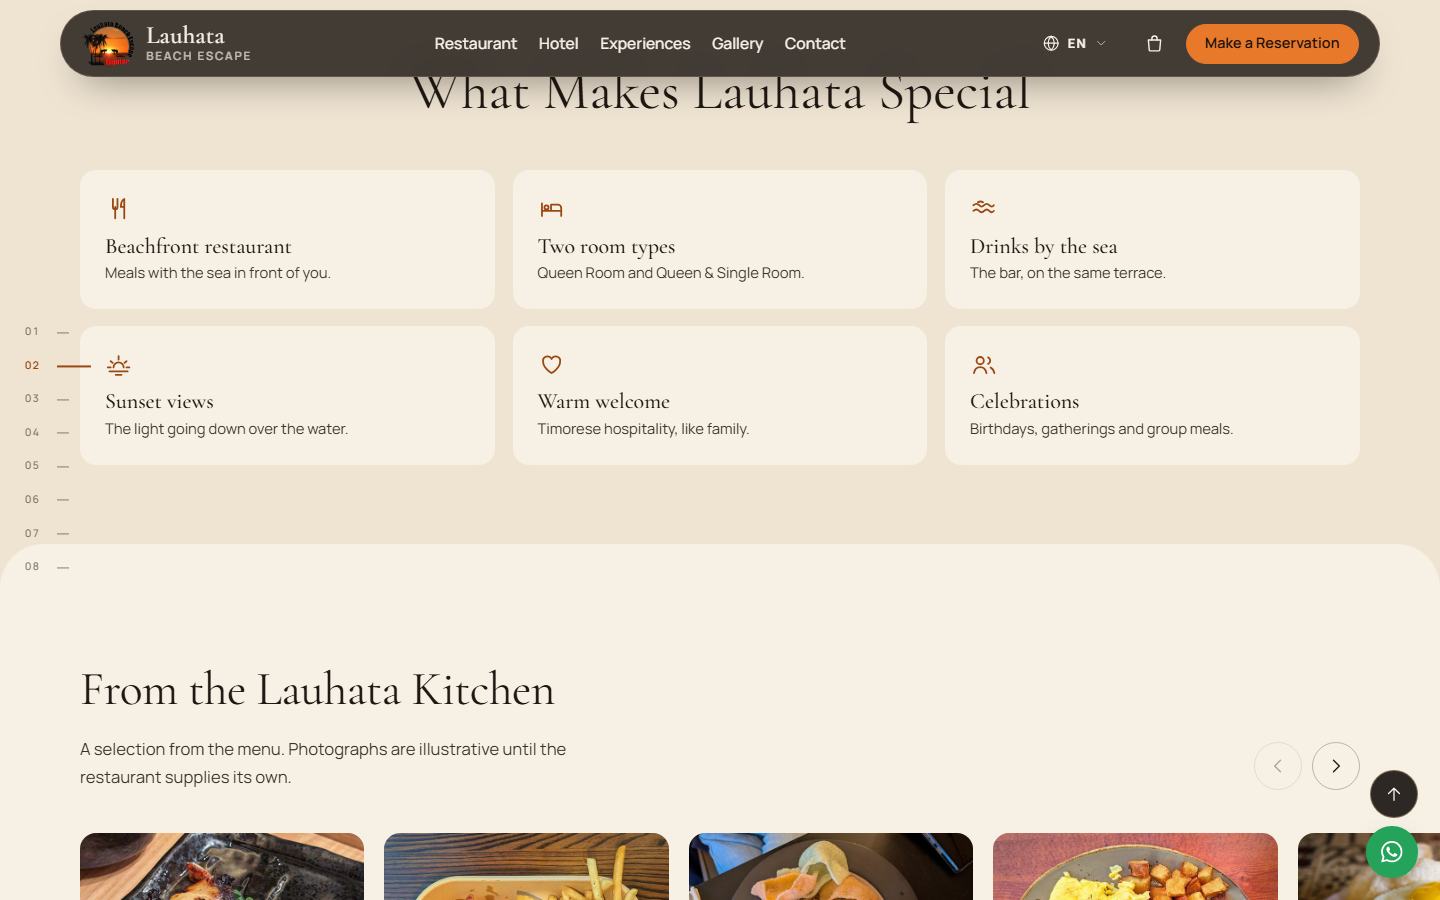 Lauhata
BEACH ESCAPE
Restaurant
Hotel
Experiences
Gallery
Contact
EN
Make a Reservation
What Makes Lauhata Special
Beachfront restaurant
Meals with the sea in front of you.
Two room types
Queen Room and Queen & Single Room.
Drinks by the sea
The bar, on the same terrace.
01
02
03
04
05
06
07
08
Sunset views
The light going down over the water.
Warm welcome
Timorese hospitality, like family.
Celebrations
Birthdays, gatherings and group meals.
From the Lauhata Kitchen
A selection from the menu. Photographs are illustrative until the
restaurant supplies its own.